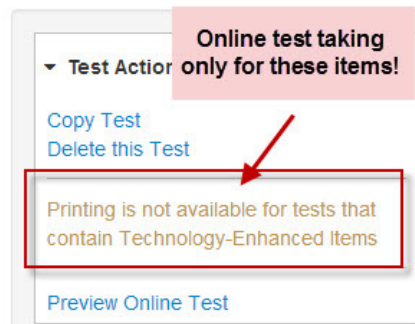 Online test taking
only for these items!
Test Action
Copy Test
Delete this Test
Printing is not available for tests that
contain Technology-Enhanced Items
Preview Online Test